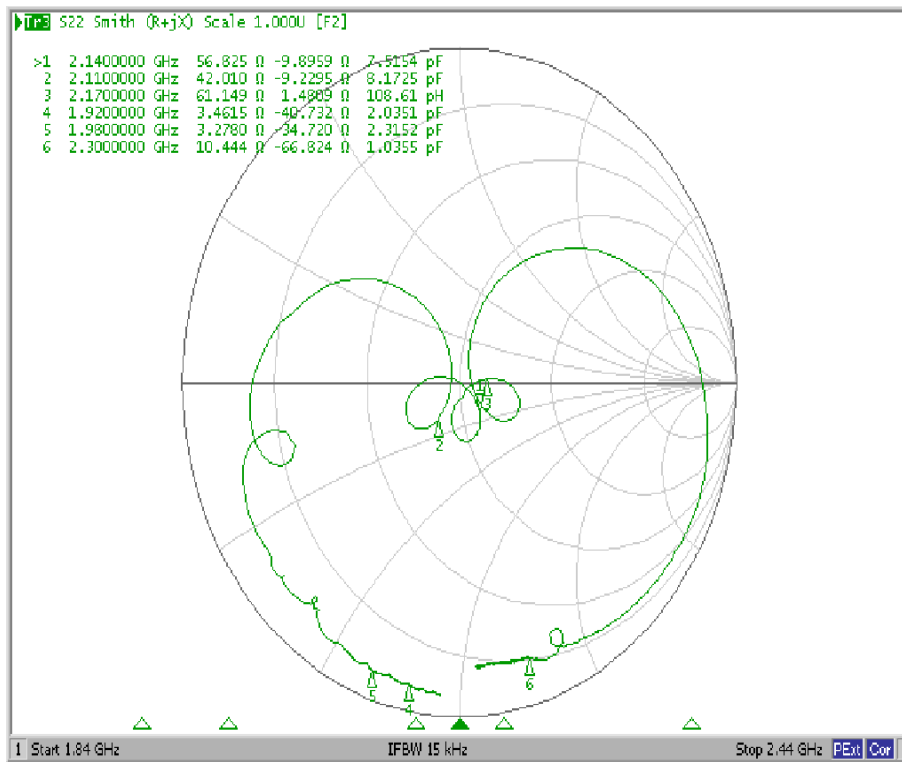 Tr3 S22 Smith (R+jX) Scale 1.000U [F2]
>1 2.1400000 GHz 56.825 Ω -9.8959 Ω 7.5154 pF
2 2.1100000 GHz 42.010 Ω -9.2295 Ω 8.1725 pF
3 2.1700000 GHz 61.149 Ω 1.4809 Ω 108.61 pH
4 1.9200000 GHz 3.4615 Ω -40.732 Ω 2.0351 pF
5 1.9800000 GHz 3.2780 Ω -34.720 Ω 2.3152 pF
6 2.3000000 GHz 10.444 Ω -66.824 Ω 1.0355 pF
3
2
6
5
4
1 Start 1.84 GHz IFBW 15 kHz Stop 2.44 GHz PExt Cor